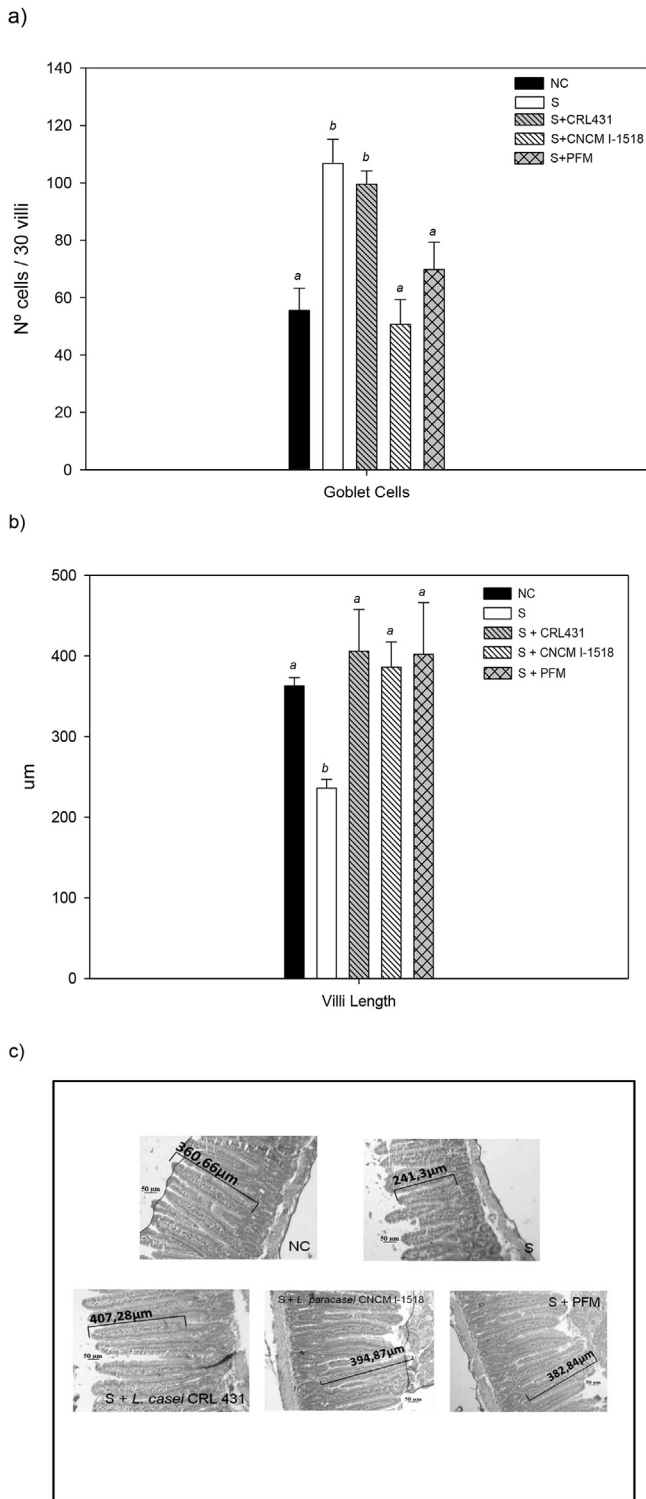 a)
140
120
100
80
60
40
20
0
Nº cells / 30 villi
a
b
b
a
a
NC
S
S+CRL431
S+CNCM I-1518
S+PFM
Goblet Cells
b)
500
400
300
200
100
0
um
a
b
a
a
a
NC
S
S + CRL431
S + CNCM I-1518
S + PFM
Villi Length
c)
360,66µm
50 µm
NC
241,3µm
50 µm
S
407,28µm
50 µm
S + L. casei CRL 431
S + L. paracasei CNCM I-1518
394,87µm
50 µm
S + PFM
382,84µm
50 µm